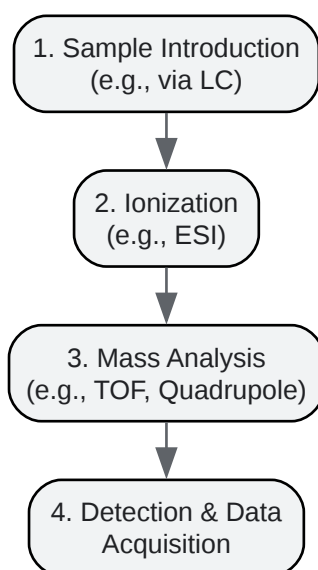 1. Sample Introduction
(e.g., via LC)
2. Ionization
(e.g., ESI)
3. Mass Analysis
(e.g., TOF, Quadrupole)
4. Detection & Data
Acquisition